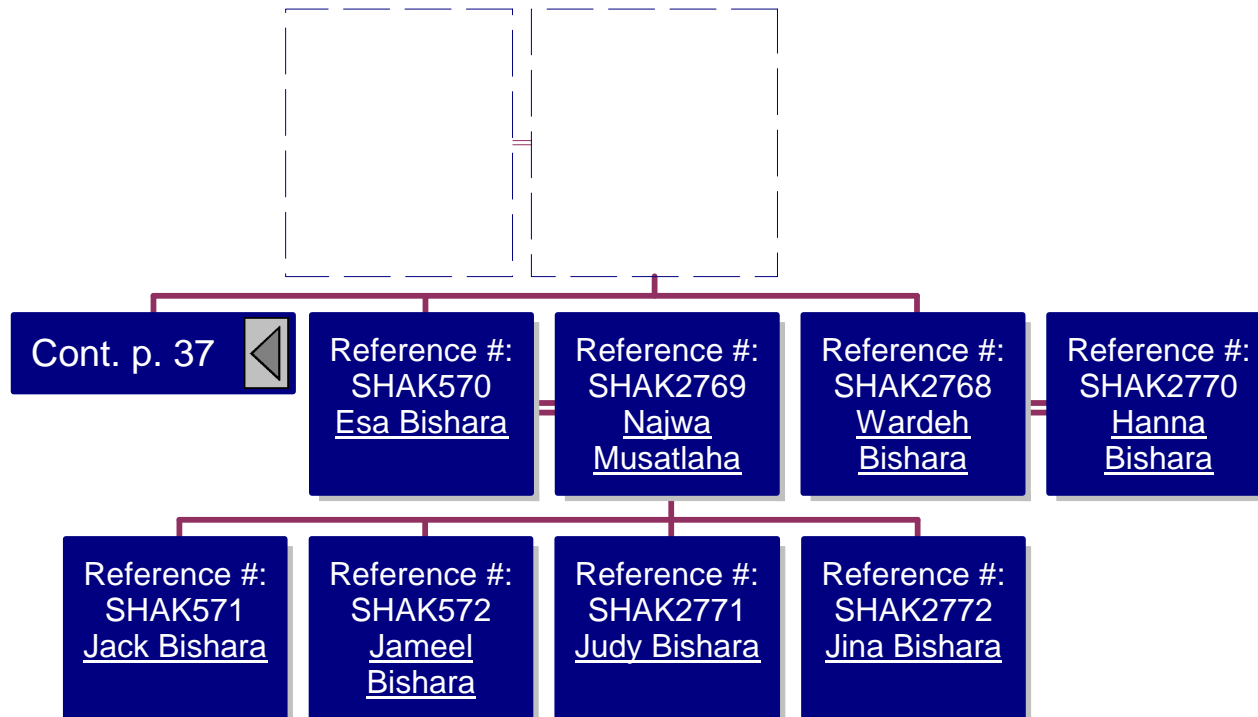 Cont. p. 37
Reference #:
SHAK570
Esa Bishara
Reference #:
SHAK2769
Najwa
Musatlaha
Reference #:
SHAK2768
Wardeh
Bishara
Reference #:
SHAK2770
Hanna
Bishara
Reference #:
SHAK571
Jack Bishara
Reference #:
SHAK572
Jameel
Bishara
Reference #:
SHAK2771
Judy Bishara
Reference #:
SHAK2772
Jina Bishara